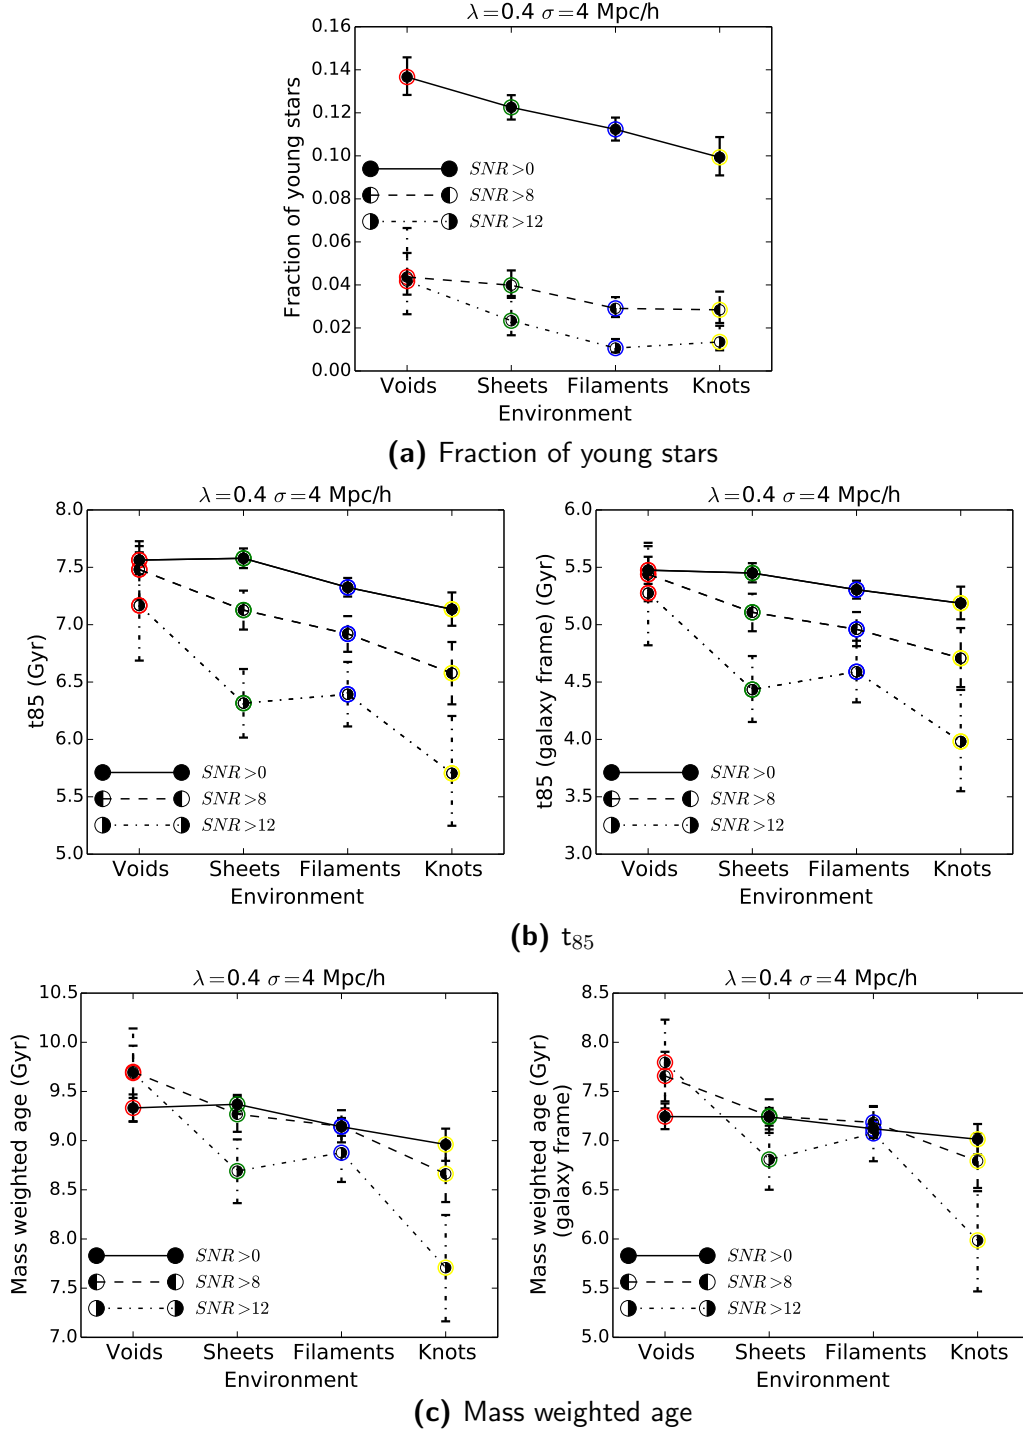 λ=0.4 σ=4 Mpc/h
0.16
0.14
0.12
0.10
0.08
0.06
0.04
0.02
0.00
Fraction of young stars
SNR>0
SNR>8
SNR>12
Voids Sheets Filaments Knots
Environment
(a) Fraction of young stars
λ=0.4 σ=4 Mpc/h
8.0
7.5
7.0
6.5
6.0
5.5
5.0
t85 (Gyr)
SNR>0
SNR>8
SNR>12
Voids Sheets Filaments Knots
Environment
λ=0.4 σ=4 Mpc/h
6.0
5.5
5.0
4.5
4.0
3.5
3.0
t85 (galaxy frame) (Gyr)
SNR>0
SNR>8
SNR>12
Voids Sheets Filaments Knots
Environment
(b) t85
λ=0.4 σ=4 Mpc/h
10.5
10.0
9.5
9.0
8.5
8.0
7.5
7.0
Mass weighted age (Gyr)
SNR>0
SNR>8
SNR>12
Voids Sheets Filaments Knots
Environment
λ=0.4 σ=4 Mpc/h
8.5
8.0
7.5
7.0
6.5
6.0
5.5
5.0
Mass weighted age (Gyr)
(galaxy frame)
SNR>0
SNR>8
SNR>12
Voids Sheets Filaments Knots
Environment
(c) Mass weighted age